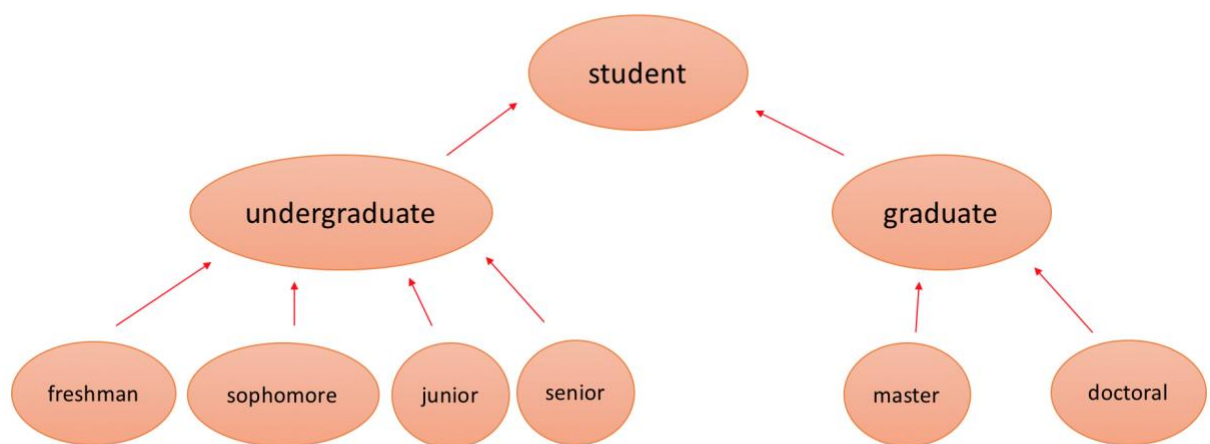 student
undergraduate
graduate
freshman
sophomore
junior
senior
master
doctoral